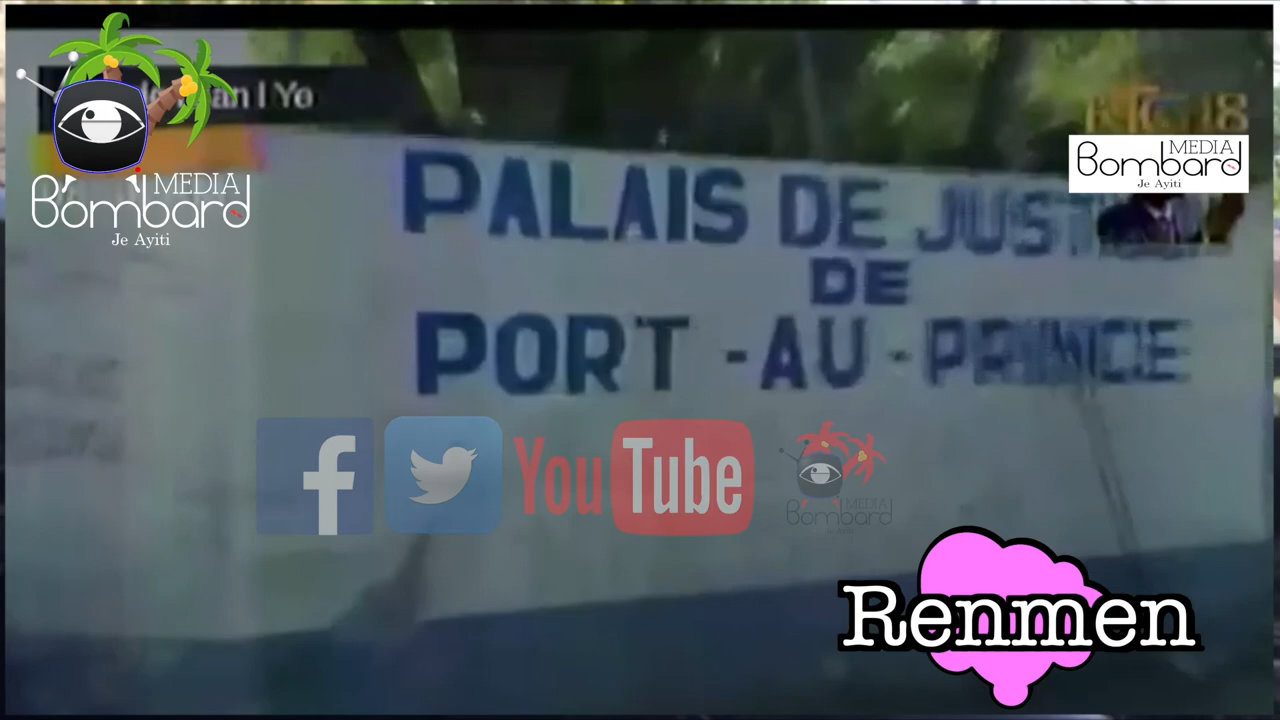 MEDIA
Bombard
Je Ayiti
MEDIA
Bombard
Je Ayiti
PALAIS DE JUST
DE
PORT-AU-PRINCE
f
YouTube
MEDIA
Bombard
Renmen